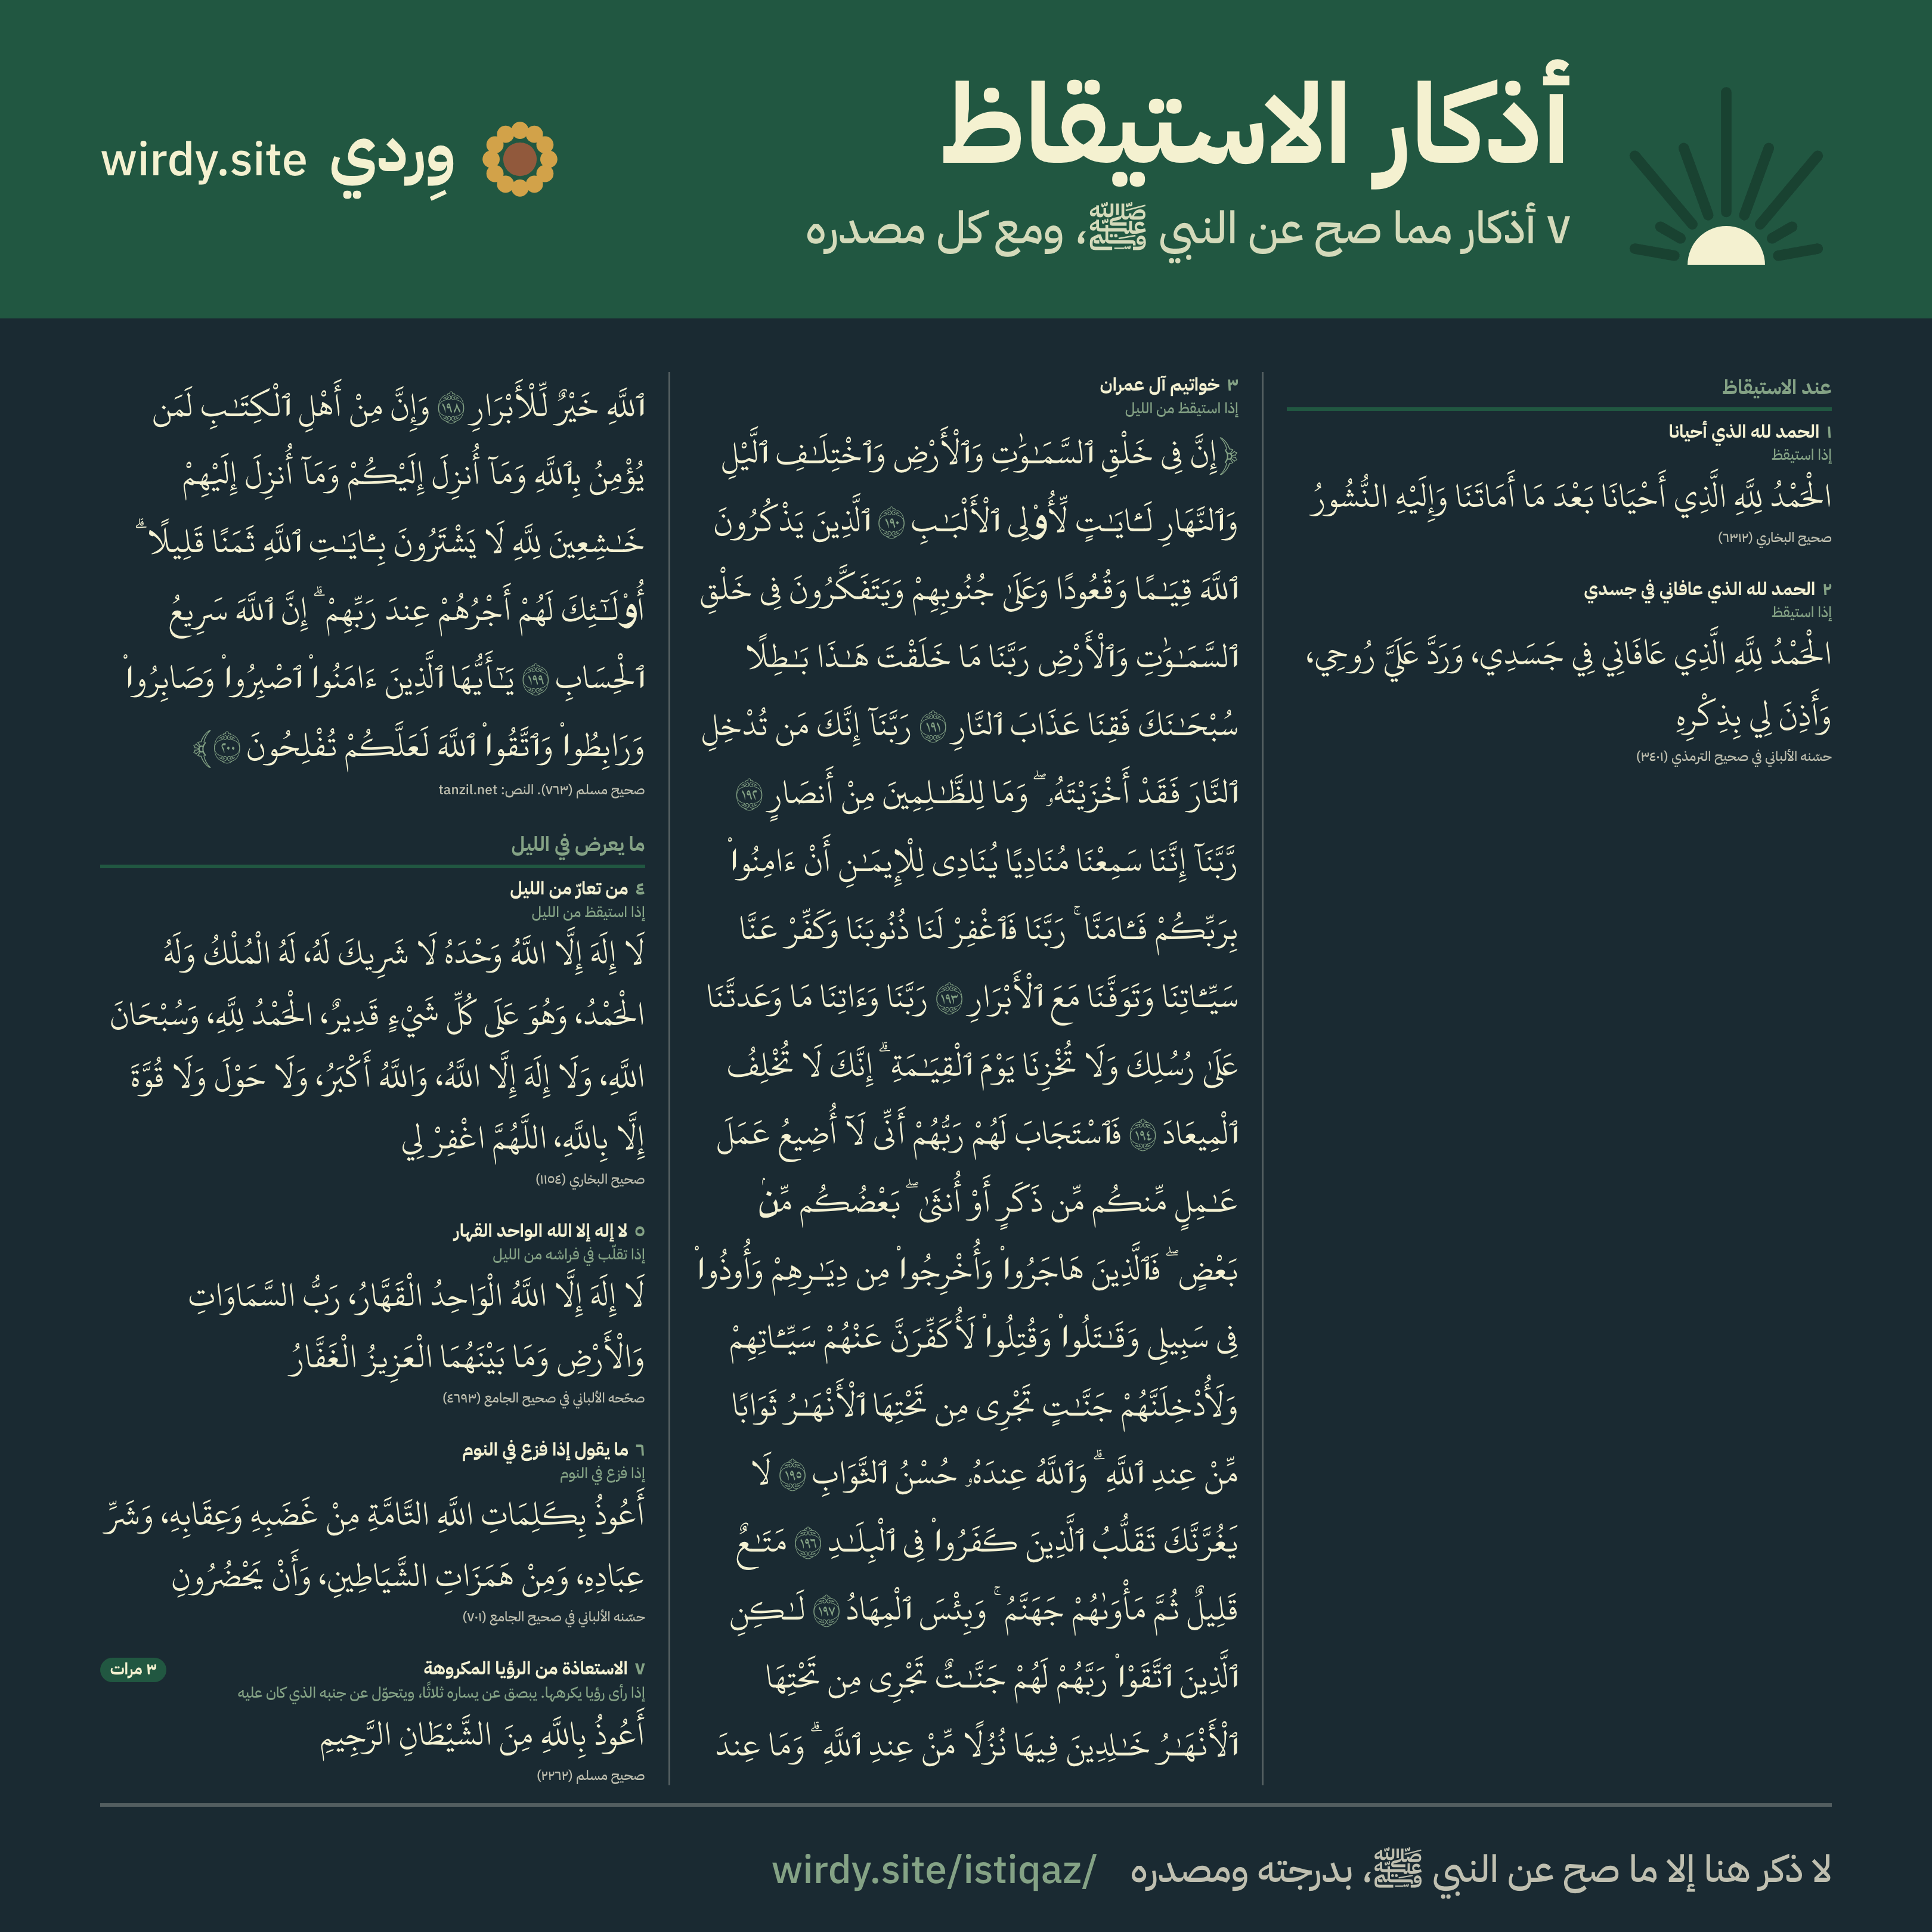 أذكار الاستيقاظ
٧ أذكار مما صح عن النبي ﷺ، ومع كل مصدره
وِردي wirdy.site
عند الاستيقاظ
١ الحمد لله الذي أحيانا
إذا استيقظ
الْحَمْدُ لِلَّهِ الَّذِي أَحْيَانَا بَعْدَ مَا أَمَاتَنَا وَإِلَيْهِ النُّشُورُ
صحيح البخاري (٦٣١٢)
٢ الحمد لله الذي عافاني في جسدي
إذا استيقظ
الْحَمْدُ لِلَّهِ الَّذِي عَافَانِي فِي جَسَدِي، وَرَدَّ عَلَيَّ رُوحِي،
وَأَذِنَ لِي بِذِكْرِهِ
حسّنه الألباني في صحيح الترمذي (٣٤٠١)
٣ خواتيم آل عمران
إذا استيقظ من الليل
﴿إِنَّ فِى خَلْقِ ٱلسَّمَـٰوَٰتِ وَٱلْأَرْضِ وَٱخْتِلَـٰفِ ٱلَّيْلِ
وَٱلنَّهَارِ لَـَٔايَـٰتٍ لِّأُو۟لِى ٱلْأَلْبَـٰبِ ١٩٠ ٱلَّذِينَ يَذْكُرُونَ
ٱللَّهَ قِيَـٰمًا وَقُعُودًا وَعَلَىٰ جُنُوبِهِمْ وَيَتَفَكَّرُونَ فِى خَلْقِ
ٱلسَّمَـٰوَٰتِ وَٱلْأَرْضِ رَبَّنَا مَا خَلَقْتَ هَـٰذَا بَـٰطِلًا
سُبْحَـٰنَكَ فَقِنَا عَذَابَ ٱلنَّارِ ١٩١ رَبَّنَآ إِنَّكَ مَن تُدْخِلِ
ٱلنَّارَ فَقَدْ أَخْزَيْتَهُۥ ۖ وَمَا لِلظَّـٰلِمِينَ مِنْ أَنصَارٍ ١٩٢
رَّبَّنَآ إِنَّنَا سَمِعْنَا مُنَادِيًا يُنَادِى لِلْإِيمَـٰنِ أَنْ ءَامِنُوا۟
بِرَبِّكُمْ فَـَٔامَنَّا ۚ رَبَّنَا فَٱغْفِرْ لَنَا ذُنُوبَنَا وَكَفِّرْ عَنَّا
سَيِّـَٔاتِنَا وَتَوَفَّنَا مَعَ ٱلْأَبْرَارِ ١٩٣ رَبَّنَا وَءَاتِنَا مَا وَعَدتَّنَا
عَلَىٰ رُسُلِكَ وَلَا تُخْزِنَا يَوْمَ ٱلْقِيَـٰمَةِ ۗ إِنَّكَ لَا تُخْلِفُ
ٱلْمِيعَادَ ١٩٤ فَٱسْتَجَابَ لَهُمْ رَبُّهُمْ أَنِّى لَآ أُضِيعُ عَمَلَ
عَـٰمِلٍ مِّنكُم مِّن ذَكَرٍ أَوْ أُنثَىٰ ۖ بَعْضُكُم مِّنۢ
بَعْضٍ ۖ فَٱلَّذِينَ هَاجَرُوا۟ وَأُخْرِجُوا۟ مِن دِيَـٰرِهِمْ وَأُوذُوا۟
فِى سَبِيلِى وَقَـٰتَلُوا۟ وَقُتِلُوا۟ لَأُكَفِّرَنَّ عَنْهُمْ سَيِّـَٔاتِهِمْ
وَلَأُدْخِلَنَّهُمْ جَنَّـٰتٍ تَجْرِى مِن تَحْتِهَا ٱلْأَنْهَـٰرُ ثَوَابًا
مِّنْ عِندِ ٱللَّهِ ۗ وَٱللَّهُ عِندَهُۥ حُسْنُ ٱلثَّوَابِ ١٩٥ لَا
يَغُرَّنَّكَ تَقَلُّبُ ٱلَّذِينَ كَفَرُوا۟ فِى ٱلْبِلَـٰدِ ١٩٦ مَتَـٰعٌ
قَلِيلٌ ثُمَّ مَأْوَىٰهُمْ جَهَنَّمُ ۚ وَبِئْسَ ٱلْمِهَادُ ١٩٧ لَـٰكِنِ
ٱلَّذِينَ ٱتَّقَوْا۟ رَبَّهُمْ لَهُمْ جَنَّـٰتٌ تَجْرِى مِن تَحْتِهَا
ٱلْأَنْهَـٰرُ خَـٰلِدِينَ فِيهَا نُزُلًا مِّنْ عِندِ ٱللَّهِ ۗ وَمَا عِندَ
ٱللَّهِ خَيْرٌ لِّلْأَبْرَارِ ١٩٨ وَإِنَّ مِنْ أَهْلِ ٱلْكِتَـٰبِ لَمَن
يُؤْمِنُ بِٱللَّهِ وَمَآ أُنزِلَ إِلَيْكُمْ وَمَآ أُنزِلَ إِلَيْهِمْ
خَـٰشِعِينَ لِلَّهِ لَا يَشْتَرُونَ بِـَٔايَـٰتِ ٱللَّهِ ثَمَنًا قَلِيلًا ۗ
أُو۟لَـٰٓئِكَ لَهُمْ أَجْرُهُمْ عِندَ رَبِّهِمْ ۗ إِنَّ ٱللَّهَ سَرِيعُ
ٱلْحِسَابِ ١٩٩ يَـٰٓأَيُّهَا ٱلَّذِينَ ءَامَنُوا۟ ٱصْبِرُوا۟ وَصَابِرُوا۟
وَرَابِطُوا۟ وَٱتَّقُوا۟ ٱللَّهَ لَعَلَّكُمْ تُفْلِحُونَ ٢٠٠﴾
صحيح مسلم (٧٦٣). النص: tanzil.net
ما يعرض في الليل
٤ من تعارّ من الليل
إذا استيقظ من الليل
لَا إِلَهَ إِلَّا اللَّهُ وَحْدَهُ لَا شَرِيكَ لَهُ، لَهُ الْمُلْكُ وَلَهُ
الْحَمْدُ، وَهُوَ عَلَى كُلِّ شَيْءٍ قَدِيرٌ، الْحَمْدُ لِلَّهِ، وَسُبْحَانَ
اللَّهِ، وَلَا إِلَهَ إِلَّا اللَّهُ، وَاللَّهُ أَكْبَرُ، وَلَا حَوْلَ وَلَا قُوَّةَ
إِلَّا بِاللَّهِ، اللَّهُمَّ اغْفِرْ لِي
صحيح البخاري (١١٥٤)
٥ لا إله إلا الله الواحد القهار
إذا تقلّب في فراشه من الليل
لَا إِلَهَ إِلَّا اللَّهُ الْوَاحِدُ الْقَهَّارُ، رَبُّ السَّمَاوَاتِ
وَالْأَرْضِ وَمَا بَيْنَهُمَا الْعَزِيزُ الْغَفَّارُ
صحّحه الألباني في صحيح الجامع (٤٦٩٣)
٦ ما يقول إذا فزع في النوم
إذا فزع في النوم
أَعُوذُ بِكَلِمَاتِ اللَّهِ التَّامَّةِ مِنْ غَضَبِهِ وَعِقَابِهِ، وَشَرِّ
عِبَادِهِ، وَمِنْ هَمَزَاتِ الشَّيَاطِينِ، وَأَنْ يَحْضُرُونِ
حسّنه الألباني في صحيح الجامع (٧٠١)
٧ الاستعاذة من الرؤيا المكروهة
٣ مرات
إذا رأى رؤيا يكرهها. يبصق عن يساره ثلاثًا، ويتحوّل عن جنبه الذي كان عليه
أَعُوذُ بِاللَّهِ مِنَ الشَّيْطَانِ الرَّجِيمِ
صحيح مسلم (٢٢٦٢)
لا ذكر هنا إلا ما صح عن النبي ﷺ، بدرجته ومصدره wirdy.site/istiqaz/